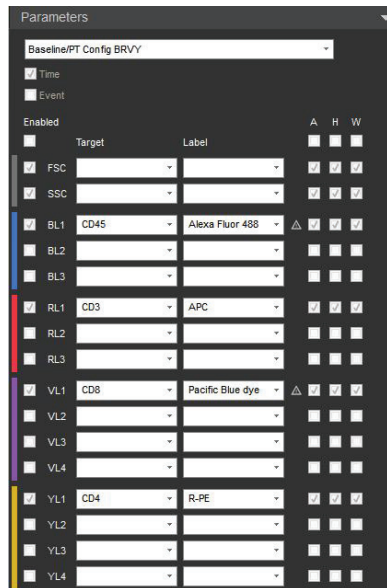 Parameters
Baseline/PT Config BRVY
Time
Event
Enabled A H W
Target Label
FSC
SSC
BL1 CD45 Alexa Fluor 488
BL2
BL3
RL1 CD3 APC
RL2
RL3
VL1 CD8 Pacific Blue dye
VL2
VL3
VL4
YL1 CD4 R-PE
YL2
YL3
YL4